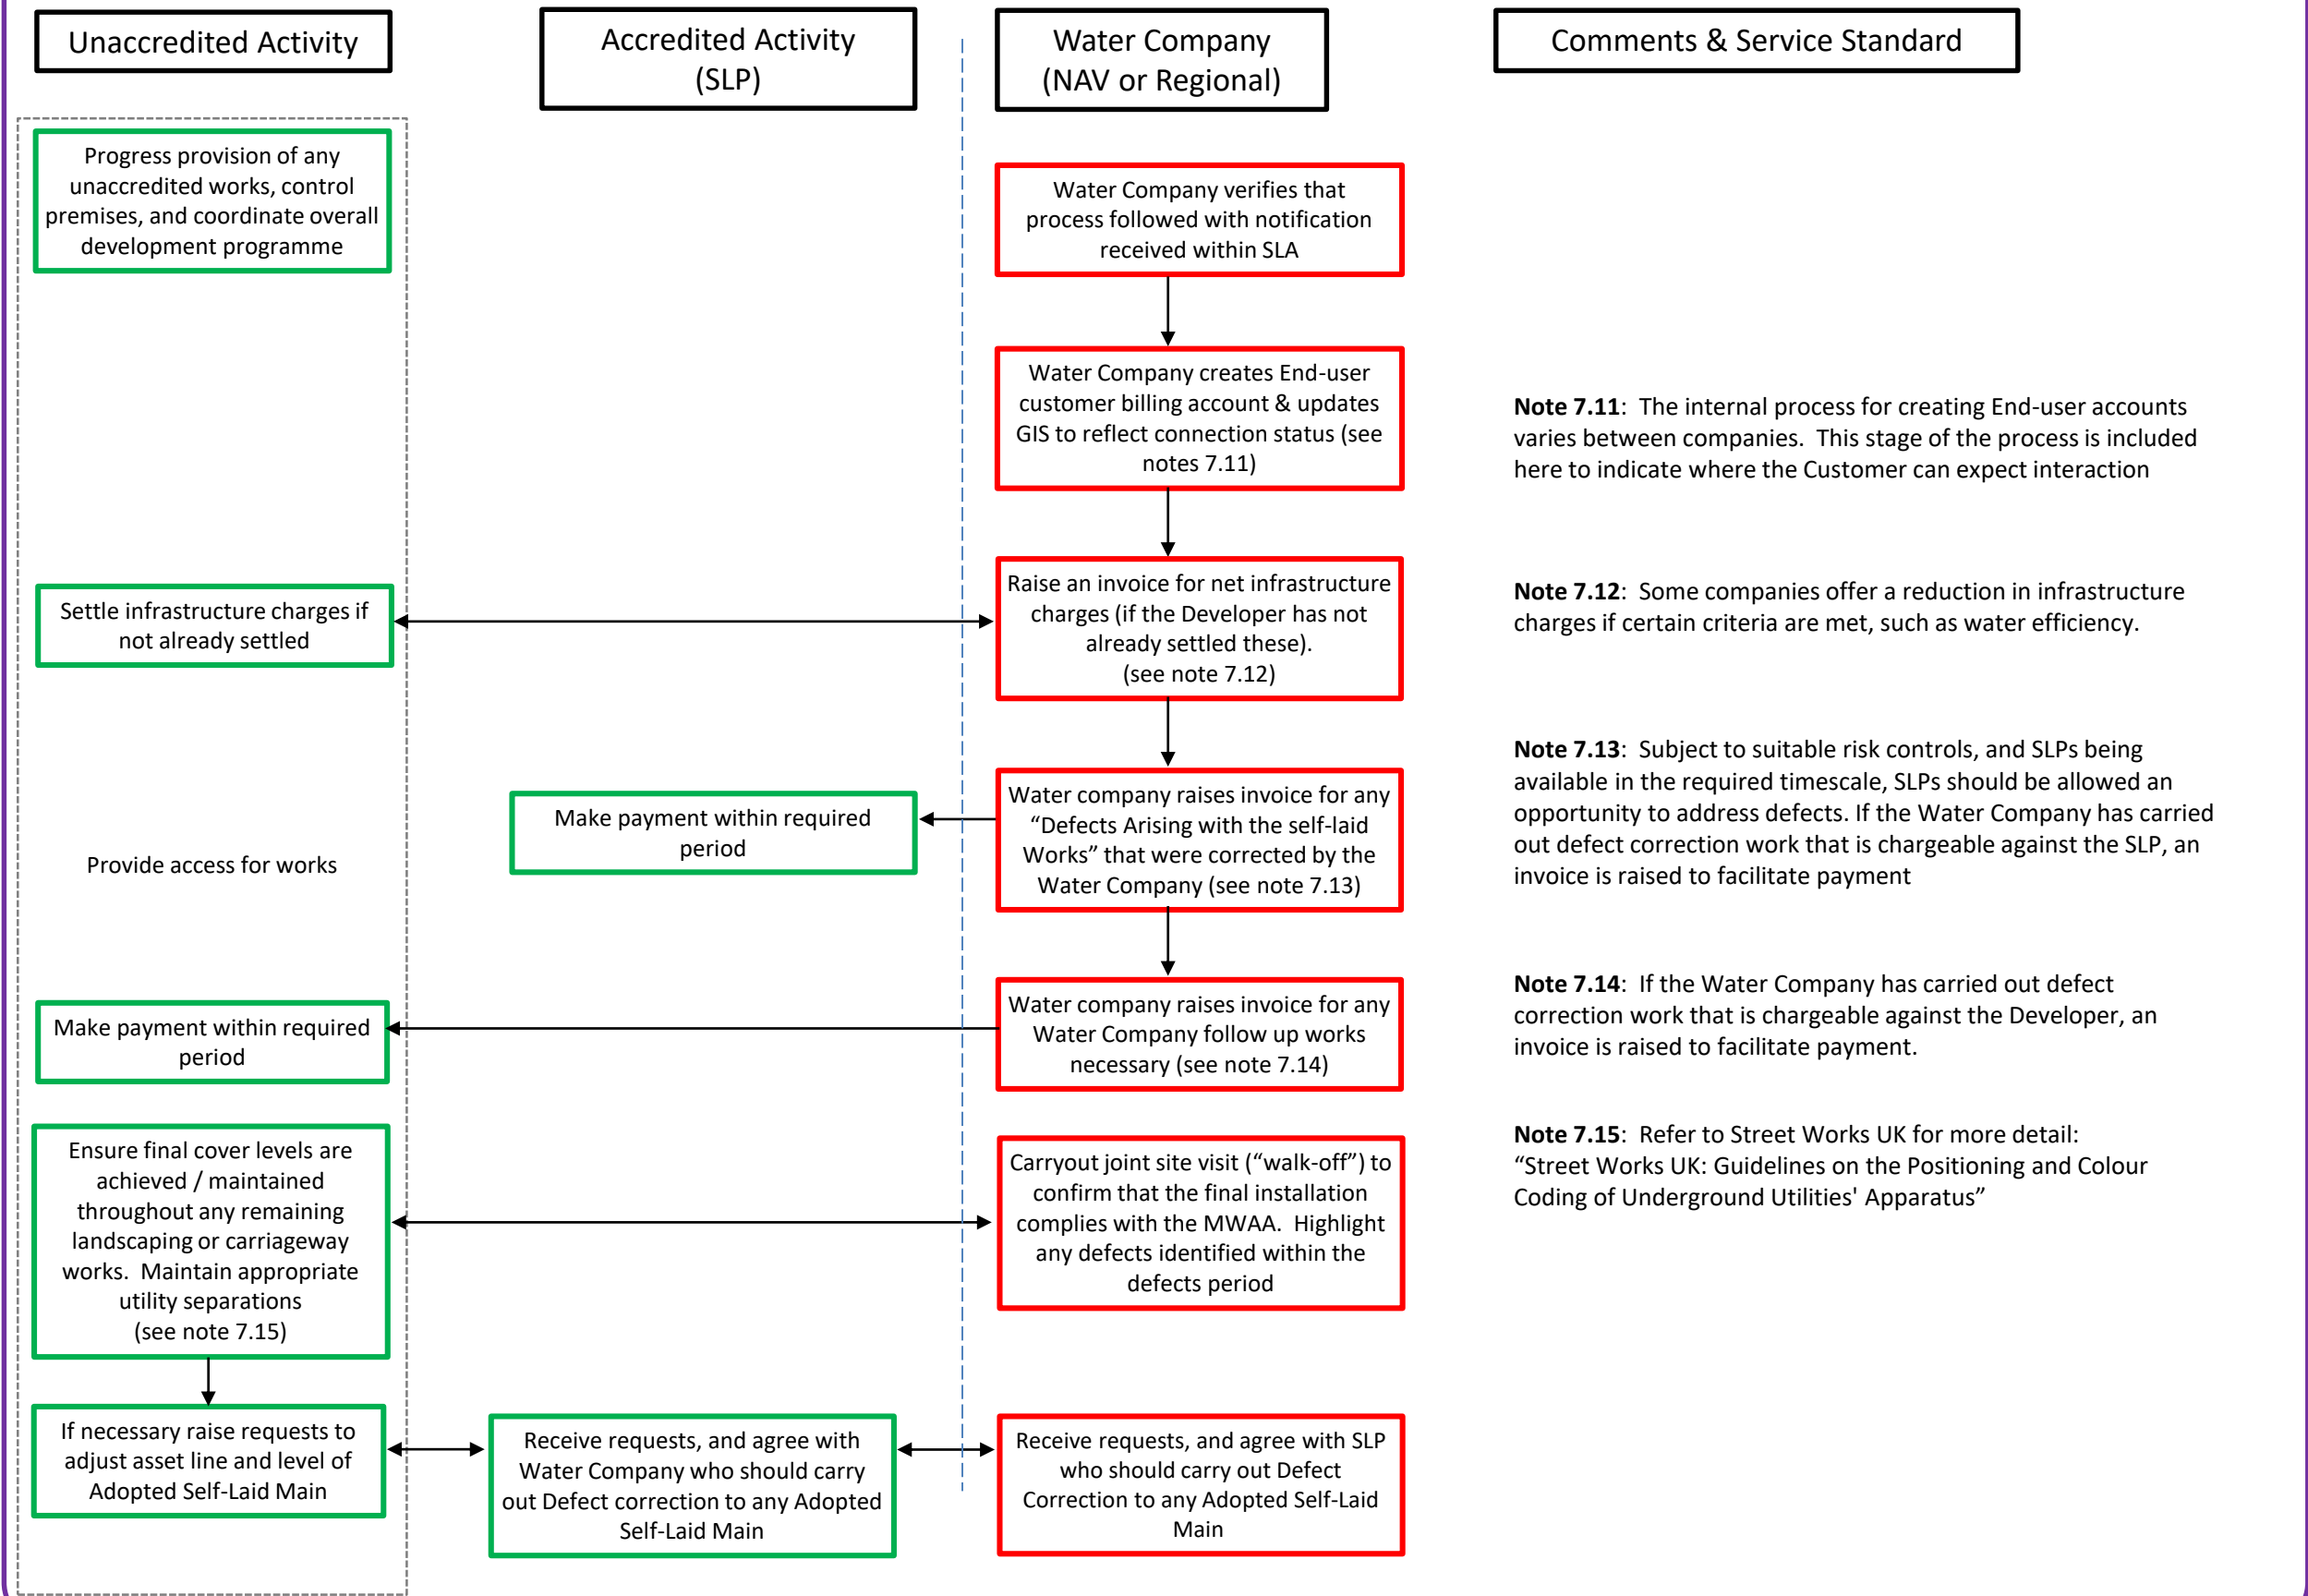 Unaccredited Activity
Accredited Activity
(SLP)
Water Company
(NAV or Regional)
Comments & Service Standard
Progress provision of any
unaccredited works, control
premises, and coordinate overall
development programme
Water Company verifies that
process followed with notification
received within SLA
Water Company creates End-user
customer billing account & updates
GIS to reflect connection status (see
notes 7.11)
Note 7.11:  The internal process for creating End-user accounts
varies between companies.  This stage of the process is included
here to indicate where the Customer can expect interaction
Settle infrastructure charges if
not already settled
Raise an invoice for net infrastructure
charges (if the Developer has not
already settled these).
(see note 7.12)
Note 7.12:  Some companies offer a reduction in infrastructure
charges if certain criteria are met, such as water efficiency.
Provide access for works
Make payment within required
period
Water company raises invoice for any
“Defects Arising with the self-laid
Works” that were corrected by the
Water Company (see note 7.13)
Note 7.13:  Subject to suitable risk controls, and SLPs being
available in the required timescale, SLPs should be allowed an
opportunity to address defects. If the Water Company has carried
out defect correction work that is chargeable against the SLP, an
invoice is raised to facilitate payment
Make payment within required
period
Water company raises invoice for any
Water Company follow up works
necessary (see note 7.14)
Note 7.14:  If the Water Company has carried out defect
correction work that is chargeable against the Developer, an
invoice is raised to facilitate payment.
Ensure final cover levels are
achieved / maintained
throughout any remaining
landscaping or carriageway
works.  Maintain appropriate
utility separations
(see note 7.15)
Carryout joint site visit (“walk-off”) to
confirm that the final installation
complies with the MWAA.  Highlight
any defects identified within the
defects period
Note 7.15:  Refer to Street Works UK for more detail:
“Street Works UK: Guidelines on the Positioning and Colour
Coding of Underground Utilities' Apparatus”
If necessary raise requests to
adjust asset line and level of
Adopted Self-Laid Main
Receive requests, and agree with
Water Company who should carry
out Defect correction to any Adopted
Self-Laid Main
Receive requests, and agree with SLP
who should carry out Defect
Correction to any Adopted Self-Laid
Main